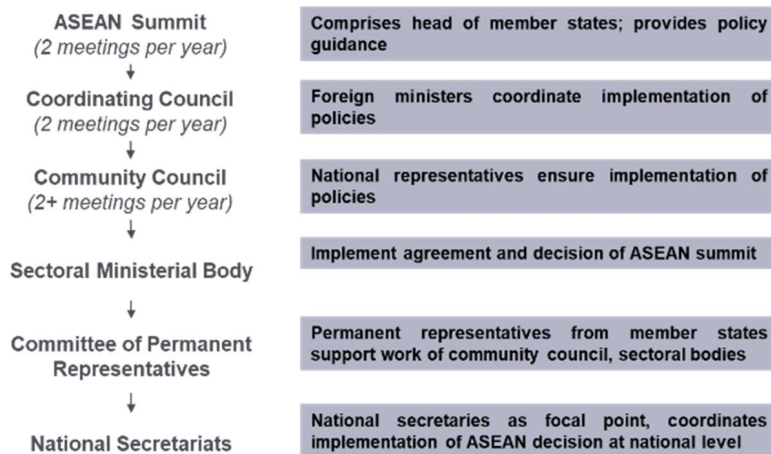 ASEAN Summit
(2 meetings per year)
Comprises head of member states; provides policy
guidance
Coordinating Council
(2 meetings per year)
Foreign ministers coordinate implementation of
policies
Community Council
(2+ meetings per year)
National representatives ensure implementation of
policies
Sectoral Ministerial Body
Implement agreement and decision of ASEAN summit
Committee of Permanent
Representatives
Permanent representatives from member states
support work of community council, sectoral bodies
National Secretariats
National secretaries as focal point, coordinates
implementation of ASEAN decision at national level